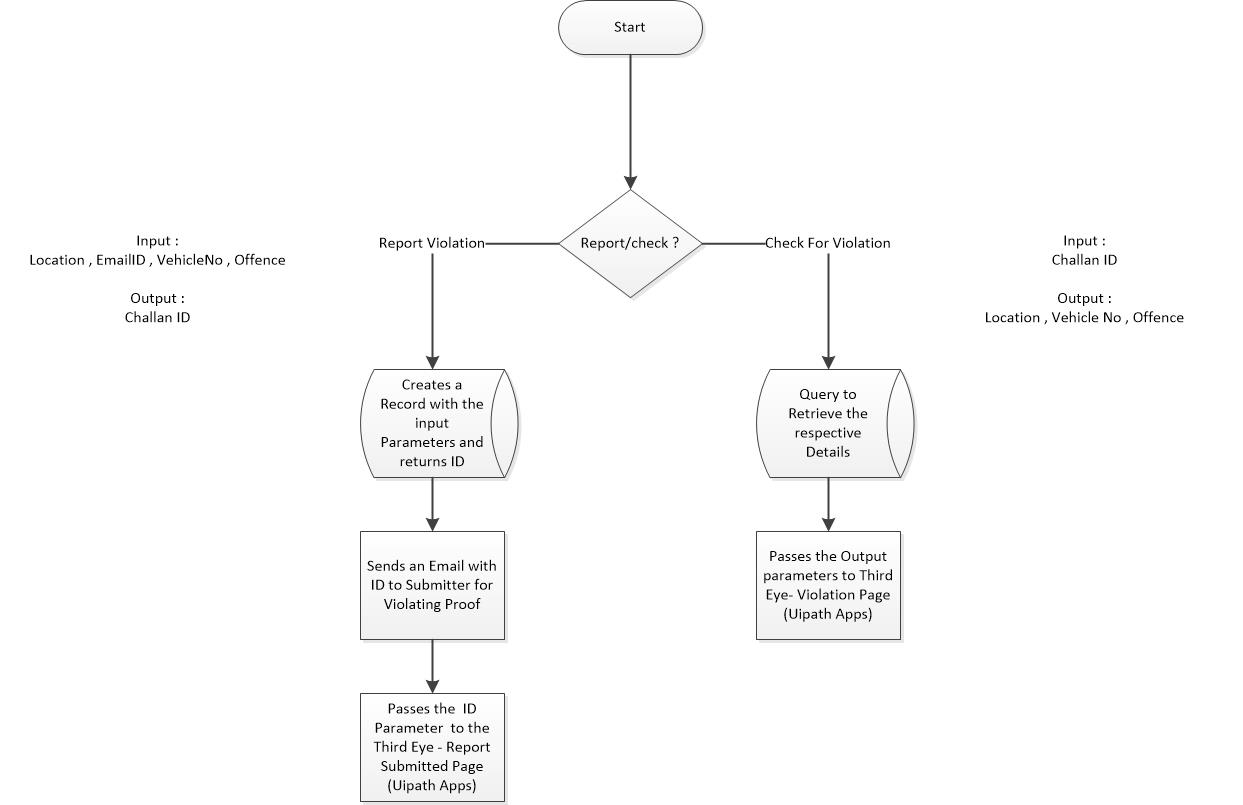 Start
Report/check ?
Report Violation
Check For Violation
Input :
Location , EmailID , VehicleNo , Offence
Output :
Challan ID
Input :
Challan ID
Output :
Location , Vehicle No , Offence
Creates a
Record with the
input
Parameters and
returns ID
Query to
Retrieve the
respective
Details
Sends an Email with
ID to Submitter for
Violating Proof
Passes the Output
parameters to Third
Eye- Violation Page
(Uipath Apps)
Passes the ID
Parameter to the
Third Eye - Report
Submitted Page
(Uipath Apps)